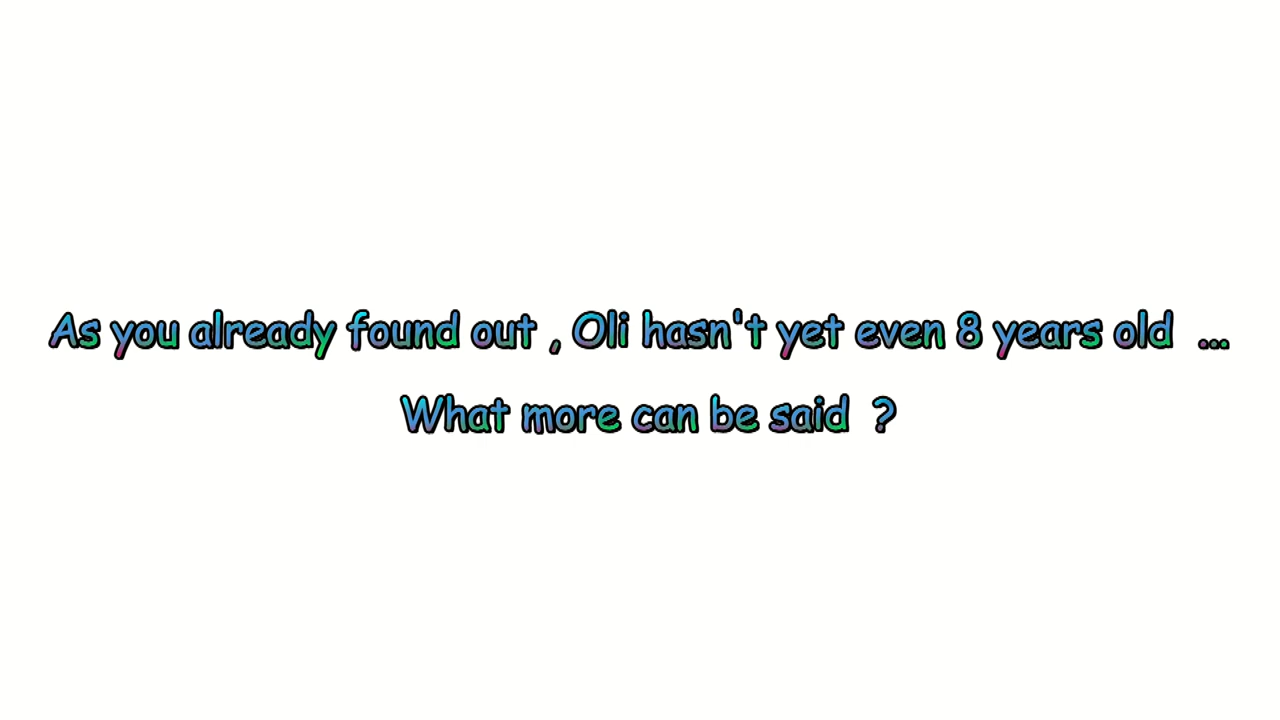 As you already found out , Oli hasn't yet even 8 years old ...
What more can be said ?